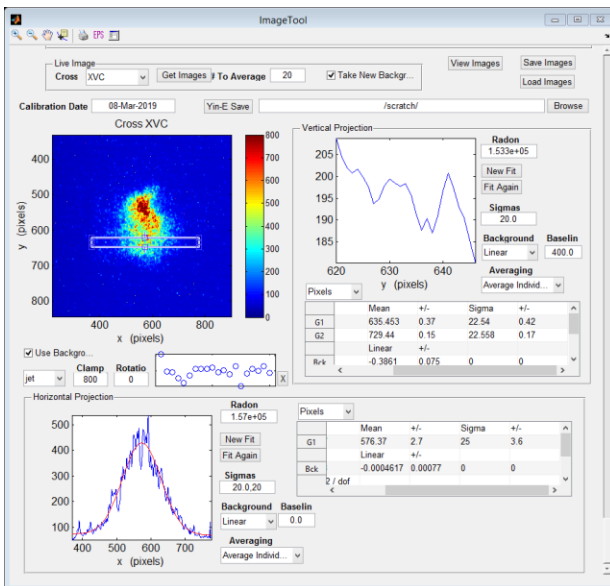 ImageTool
EPS
Live Image
Cross XVC Get Images # To Average 20 Take New Backgr...
View Images Save Images
Load Images
Calibration Date 08-Mar-2019 Yin-E Save /scratch/ Browse
Cross XVC
y (pixels)
400
500
600
700
800
400 600 800
x (pixels)
800
700
600
500
400
300
200
100
0
Vertical Projection
205
200
195
190
185
620 630 640
y (pixels)
Radon
1.533e+05
New Fit
Fit Again
Sigmas
20.0
Background Baselin
Linear 400.0
Averaging
Average Individ...
Pixels
Mean +/- Sigma +/-
G1 635.453 0.37 22.54 0.42
G2 729.44 0.15 22.558 0.17
Linear +/-
Bck -0.3861 0.075 0 0
Use Backgro...
Clamp Rotatio
jet 800 0
X
Horizontal Projection
500
400
300
200
100
400 500 600 700
x (pixels)
Radon
1.57e+05
New Fit
Fit Again
Sigmas
20.0,20
Background Baselin
Linear 0.0
Averaging
Average Individ...
Pixels
Mean +/- Sigma +/-
G1 576.37 2.7 25 3.6
Linear +/-
Bck -0.0004617 0.00077 0 0
2 / dof